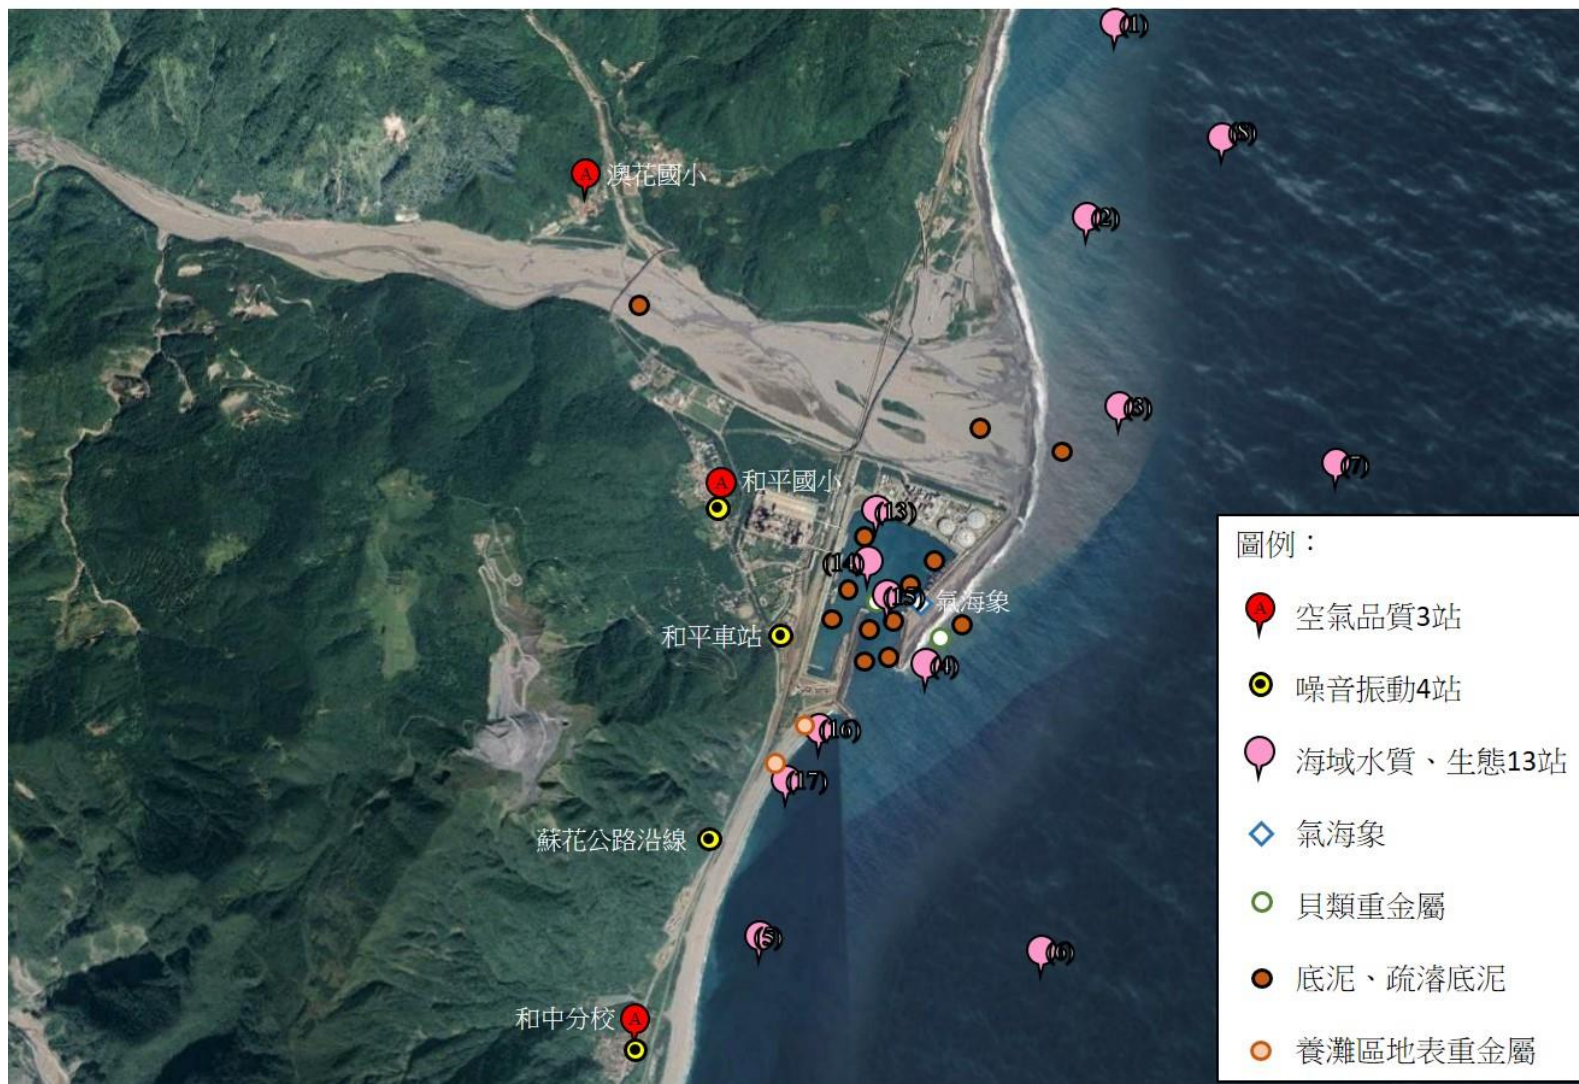 (1)
(8)
澳花國小
(2)
(3)
(7)
和平國小
(13)
(14)
(15)
氣海象
和平車站
(4)
(16)
(17)
蘇花公路沿線
(5)
(6)
和中分校
A
A
A
圖例：
A 空氣品質3站
噪音振動4站
海域水質、生態13站
氣海象
貝類重金屬
底泥、疏濬底泥
養灘區地表重金屬